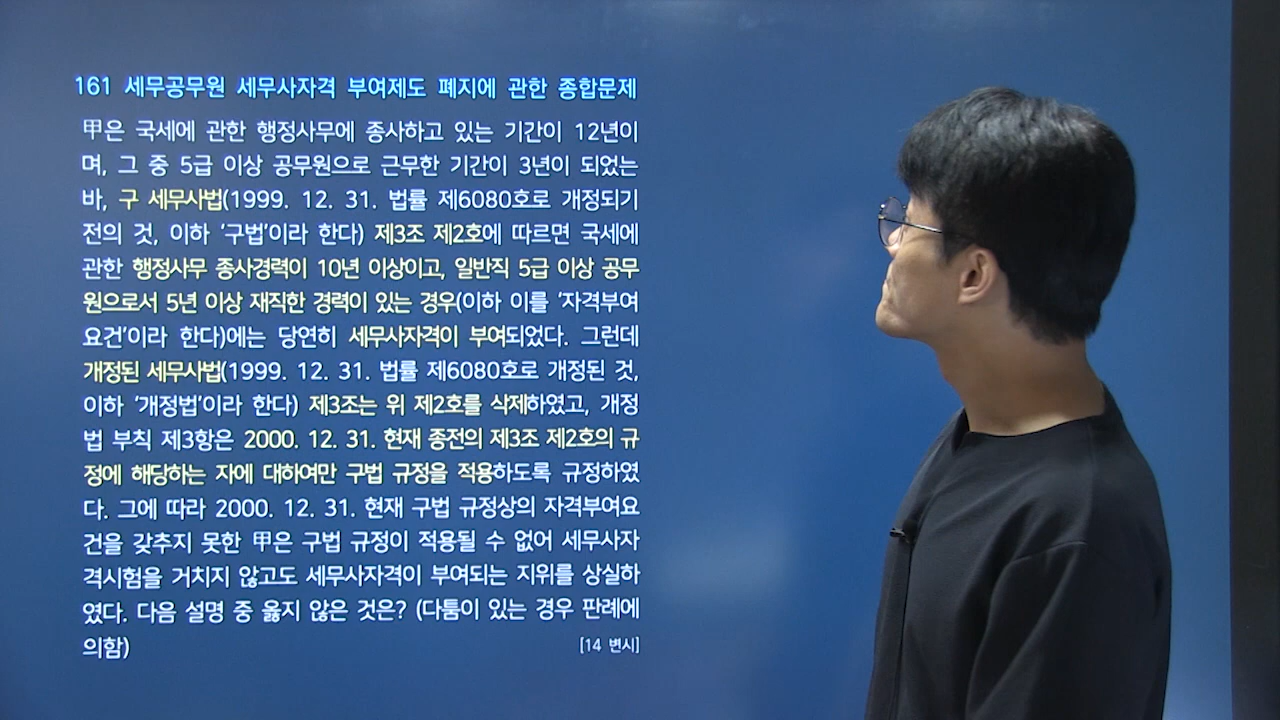 161 세무공무원 세무사자격 부여제도 폐지에 관한 종합문제
甲은 국세에 관한 행정사무에 종사하고 있는 기간이 12년이
며, 그 중 5급 이상 공무원으로 근무한 기간이 3년이 되었는
바, 구 세무사법(1999. 12. 31. 법률 제6080호로 개정되기
전의 것, 이하 '구법'이라 한다) 제3조 제2호에 따르면 국세에
관한 행정사무 종사경력이 10년 이상이고, 일반직 5급 이상 공무
원으로서 5년 이상 재직한 경력이 있는 경우(이하 이를 '자격부여
요건'이라 한다)에는 당연히 세무사자격이 부여되었다. 그런데
개정된 세무사법(1999. 12. 31. 법률 제6080호로 개정된 것,
이하 '개정법'이라 한다) 제3조는 위 제2호를 삭제하였고, 개정
법 부칙 제3항은 2000. 12. 31. 현재 종전의 제3조 제2호의 규
정에 해당하는 자에 대하여만 구법 규정을 적용하도록 규정하였
다. 그에 따라 2000. 12. 31. 현재 구법 규정상의 자격부여요
건을 갖추지 못한 甲은 구법 규정이 적용될 수 없어 세무사자
격시험을 거치지 않고도 세무사자격이 부여되는 지위를 상실하
였다. 다음 설명 중 옳지 않은 것은? (다툼이 있는 경우 판례에
의함) [14 변시]